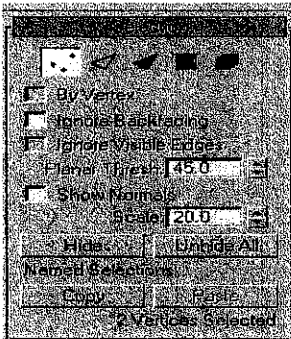 By Vertex
Ignore Backfacing
Ignore Visible Edges
Planar Thresh: 45.0
Show Normals
Scale: 20.0
Hide Unhide All
Named Selections:
Copy Paste
2 Vertices Selected